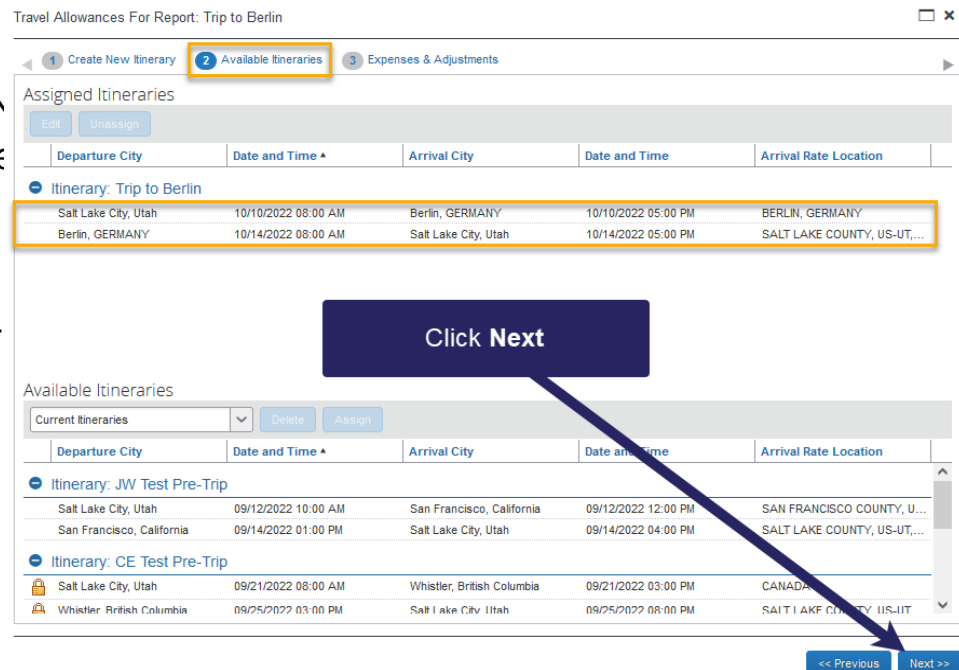 Travel Allowances For Report: Trip to Berlin
1 Create New Itinerary 2 Available Itineraries 3 Expenses & Adjustments
Assigned Itineraries
Edit Unassign
Departure City Date and Time Arrival City Date and Time Arrival Rate Location
Itinerary: Trip to Berlin
Salt Lake City, Utah 10/10/2022 08:00 AM Berlin, GERMANY 10/10/2022 05:00 PM BERLIN, GERMANY
Berlin, GERMANY 10/14/2022 08:00 AM Salt Lake City, Utah 10/14/2022 05:00 PM SALT LAKE COUNTY, US-UT,...
Click Next
Available Itineraries
Current Itineraries Delete Assign
Departure City Date and Time Arrival City Date and Time Arrival Rate Location
Itinerary: JW Test Pre-Trip
Salt Lake City, Utah 09/12/2022 10:00 AM San Francisco, California 09/12/2022 12:00 PM SAN FRANCISCO COUNTY, U...
San Francisco, California 09/14/2022 01:00 PM Salt Lake City, Utah 09/14/2022 04:00 PM SALT LAKE COUNTY, US-UT,...
Itinerary: CE Test Pre-Trip
Salt Lake City, Utah 09/21/2022 08:00 AM Whistler, British Columbia 09/21/2022 03:00 PM CANADA
Whistler, British Columbia 09/25/2022 03:00 PM Salt Lake City, Utah 09/25/2022 08:00 PM SALT LAKE COUNTY, US-UT
<< Previous Next >>